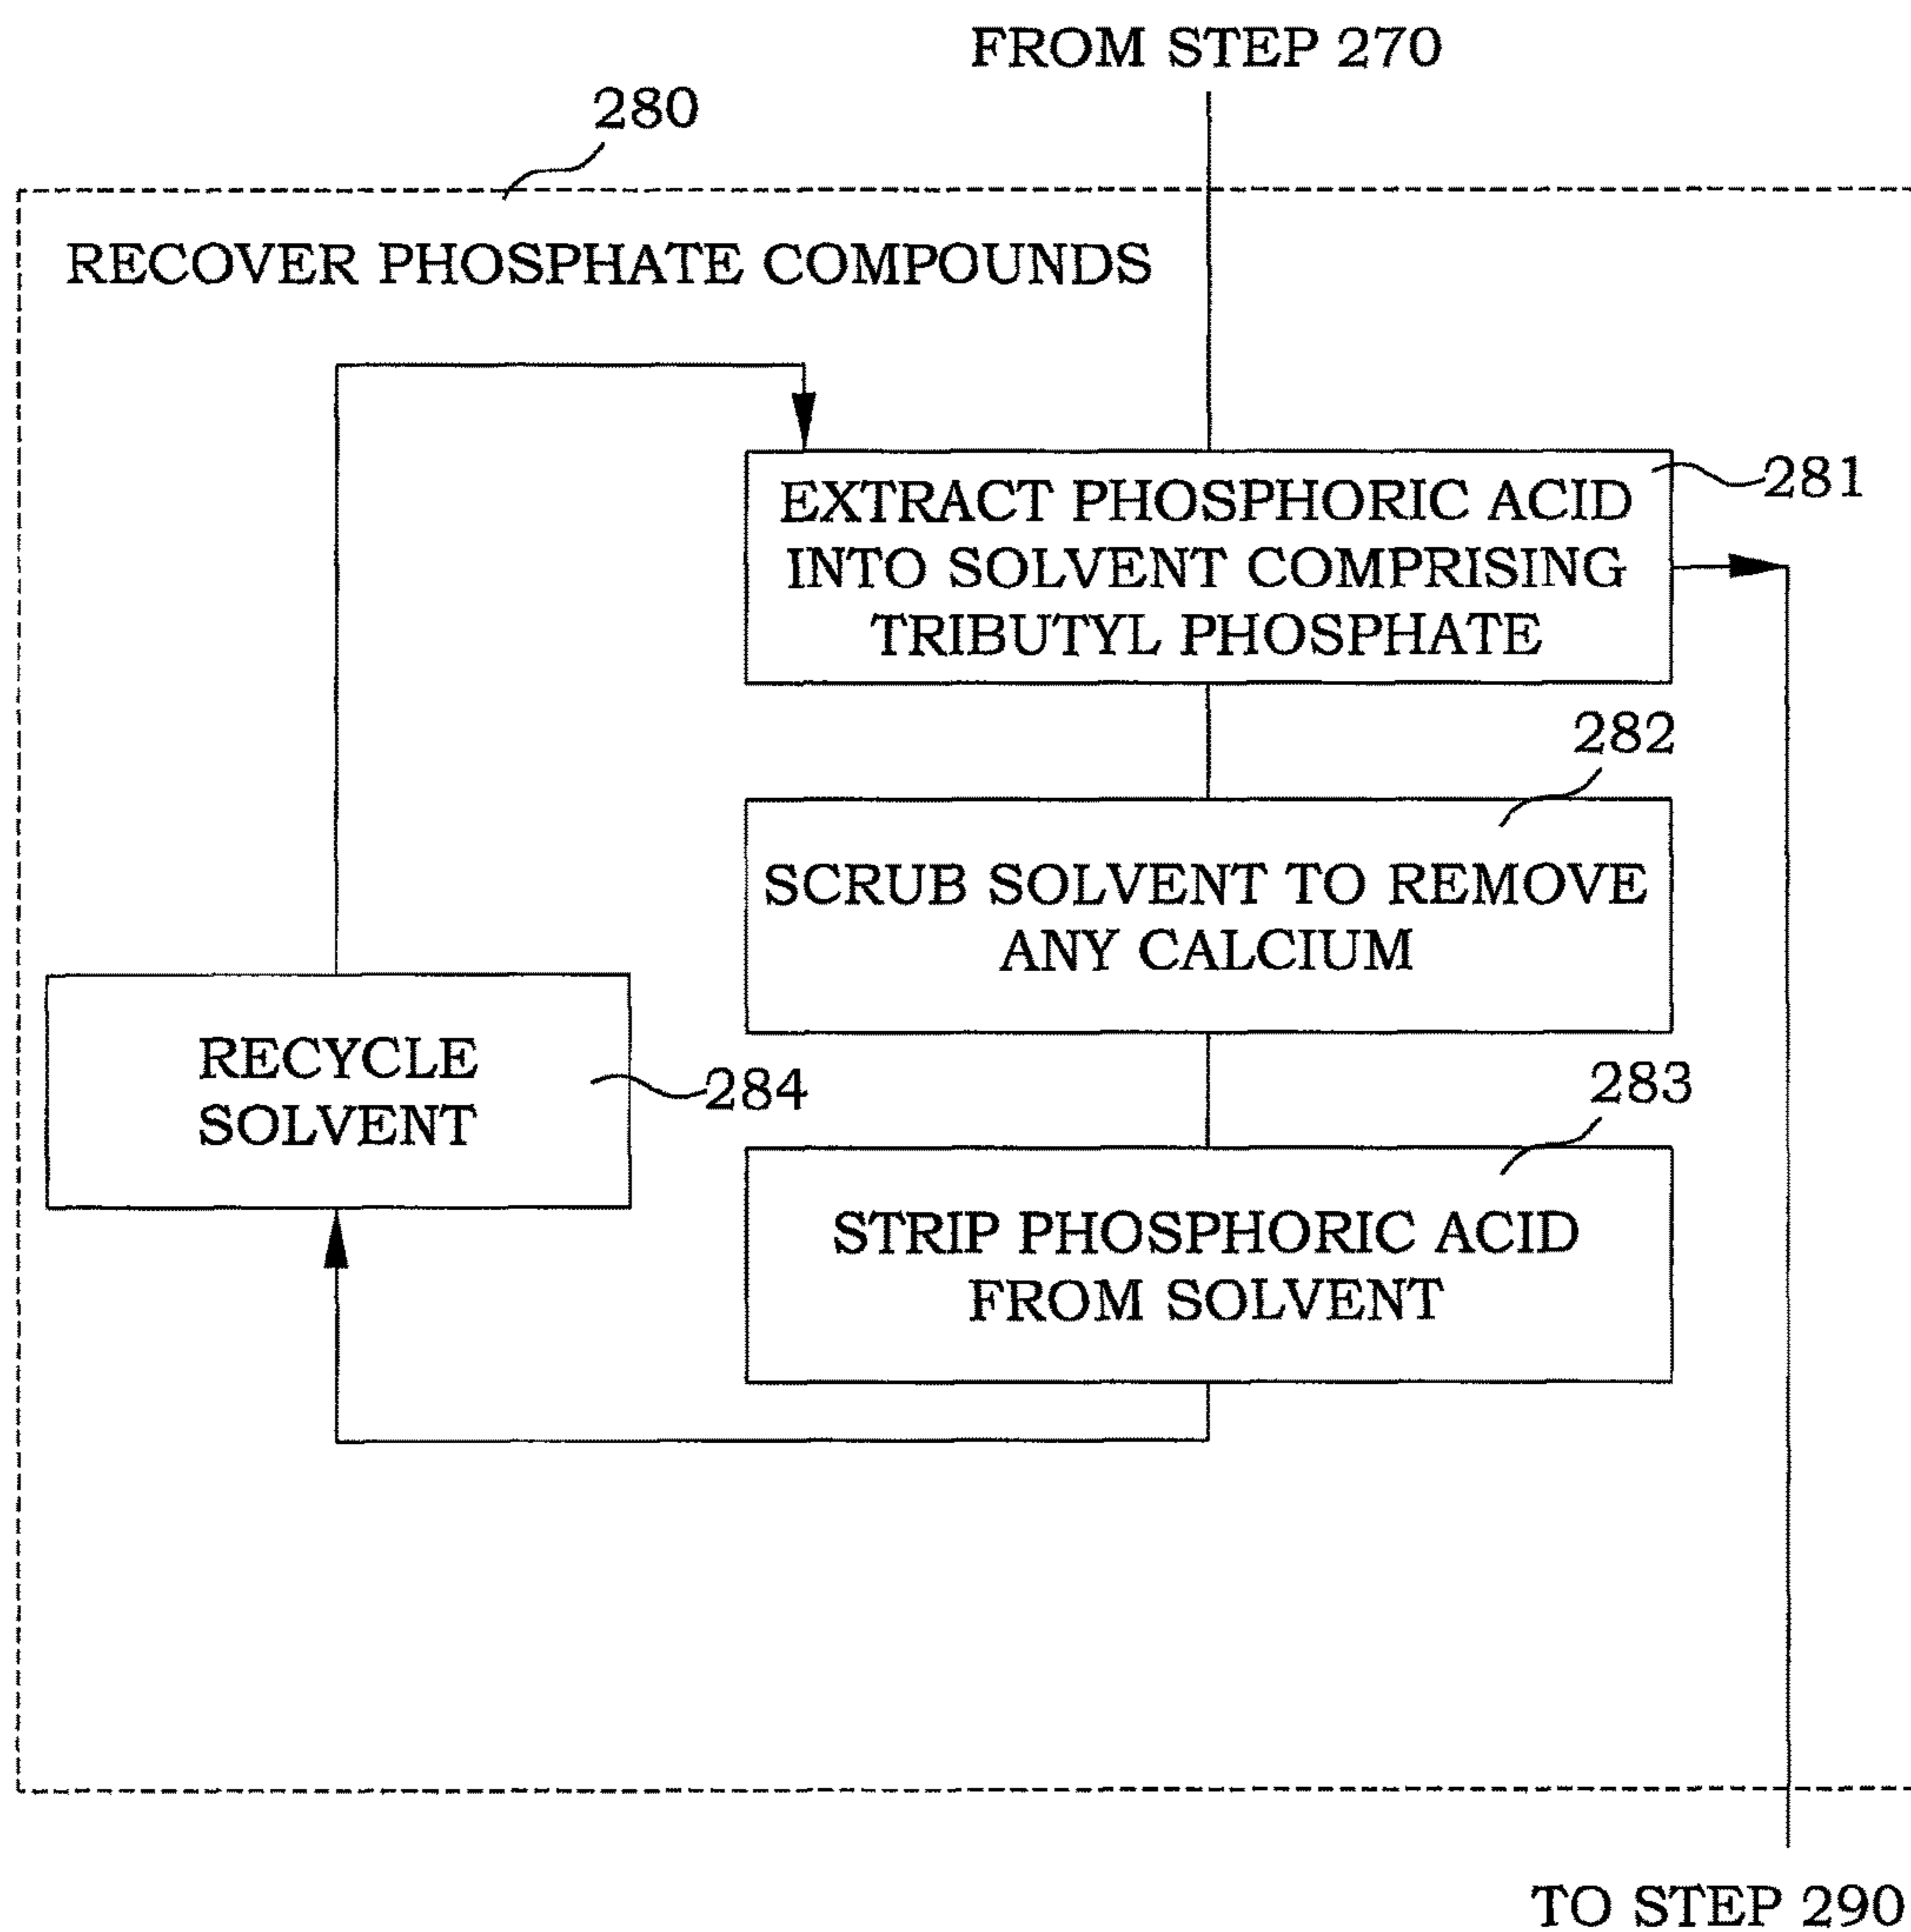 FROM STEP 270
280
RECOVER PHOSPHATE COMPOUNDS
EXTRACT PHOSPHORIC ACID
INTO SOLVENT COMPRISING
TRIBUTYL PHOSPHATE
281
282
SCRUB SOLVENT TO REMOVE
ANY CALCIUM
RECYCLE
SOLVENT
284
283
STRIP PHOSPHORIC ACID
FROM SOLVENT
TO STEP 290